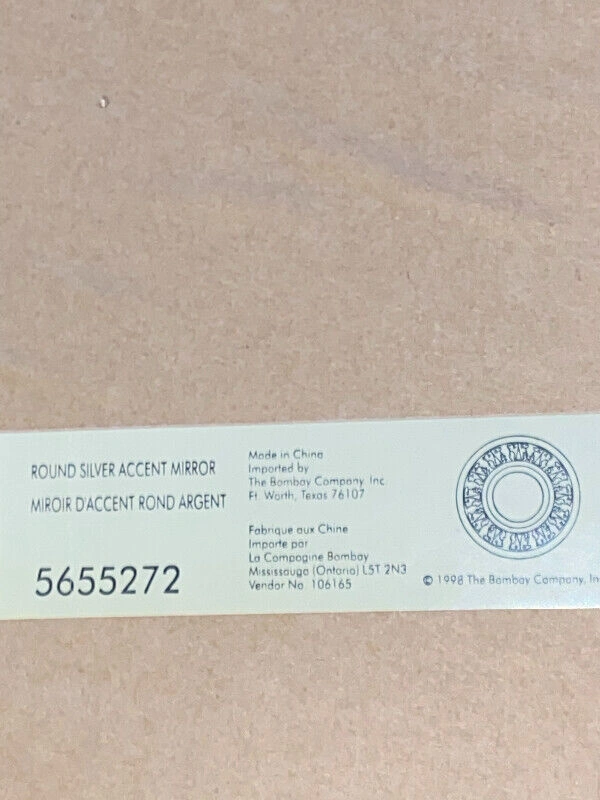 ROUND SILVER ACCENT MIRROR
MIROIR D'ACCENT ROND ARGENT
5655272
Made in China
Imported by
The Bombay Company, Inc.
Ft. Worth, Texas 76107
Fabrique aux Chine
Importe par
La Compagine Bombay
Mississauga (Ontario) L5T 2N3
Vendor No. 106165
© 1998 The Bombay Company, In